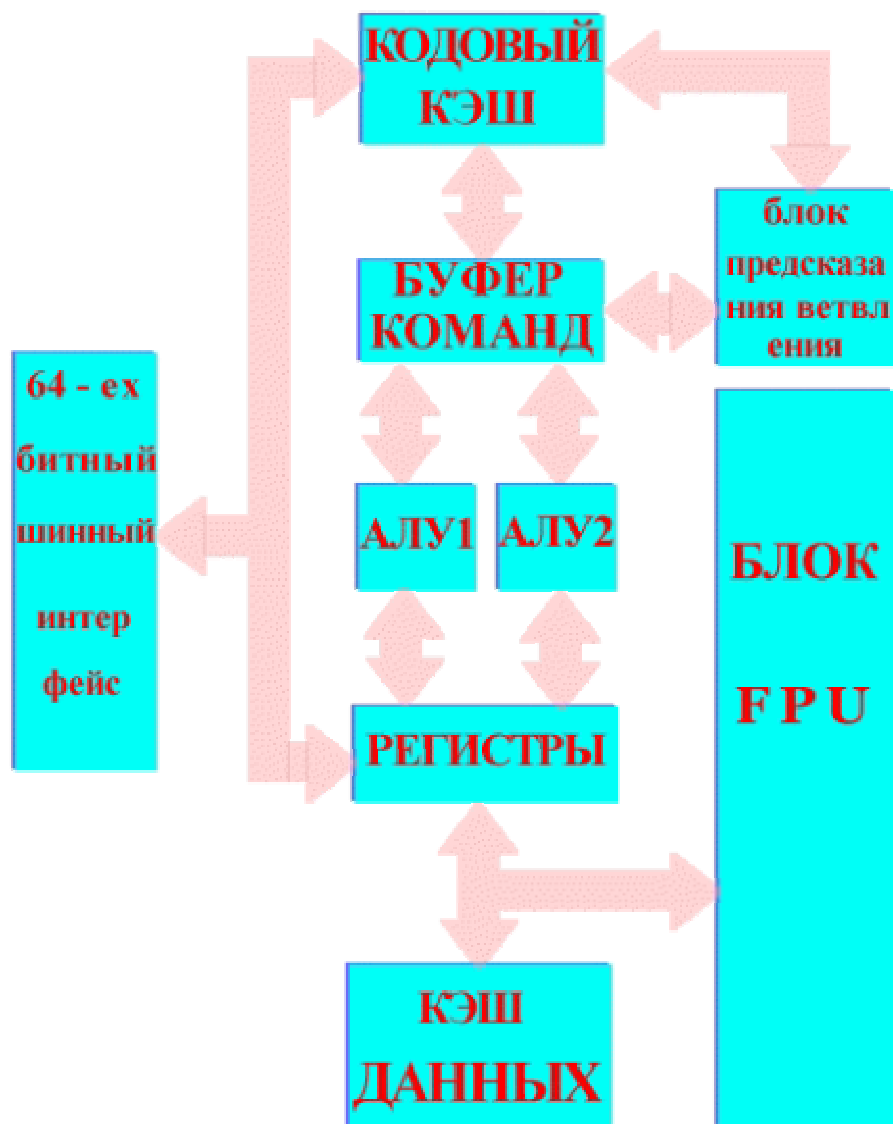 КОДОВЫЙ
КЭШ
блок
предсказа
ния ветвл
ения
БУФЕР
КОМАНД
64 - ех
битный
шинный
интер
фейс
АЛУ1
АЛУ2
БЛОК
FPU
РЕГИСТРЫ
КЭШ
ДАННЫХ